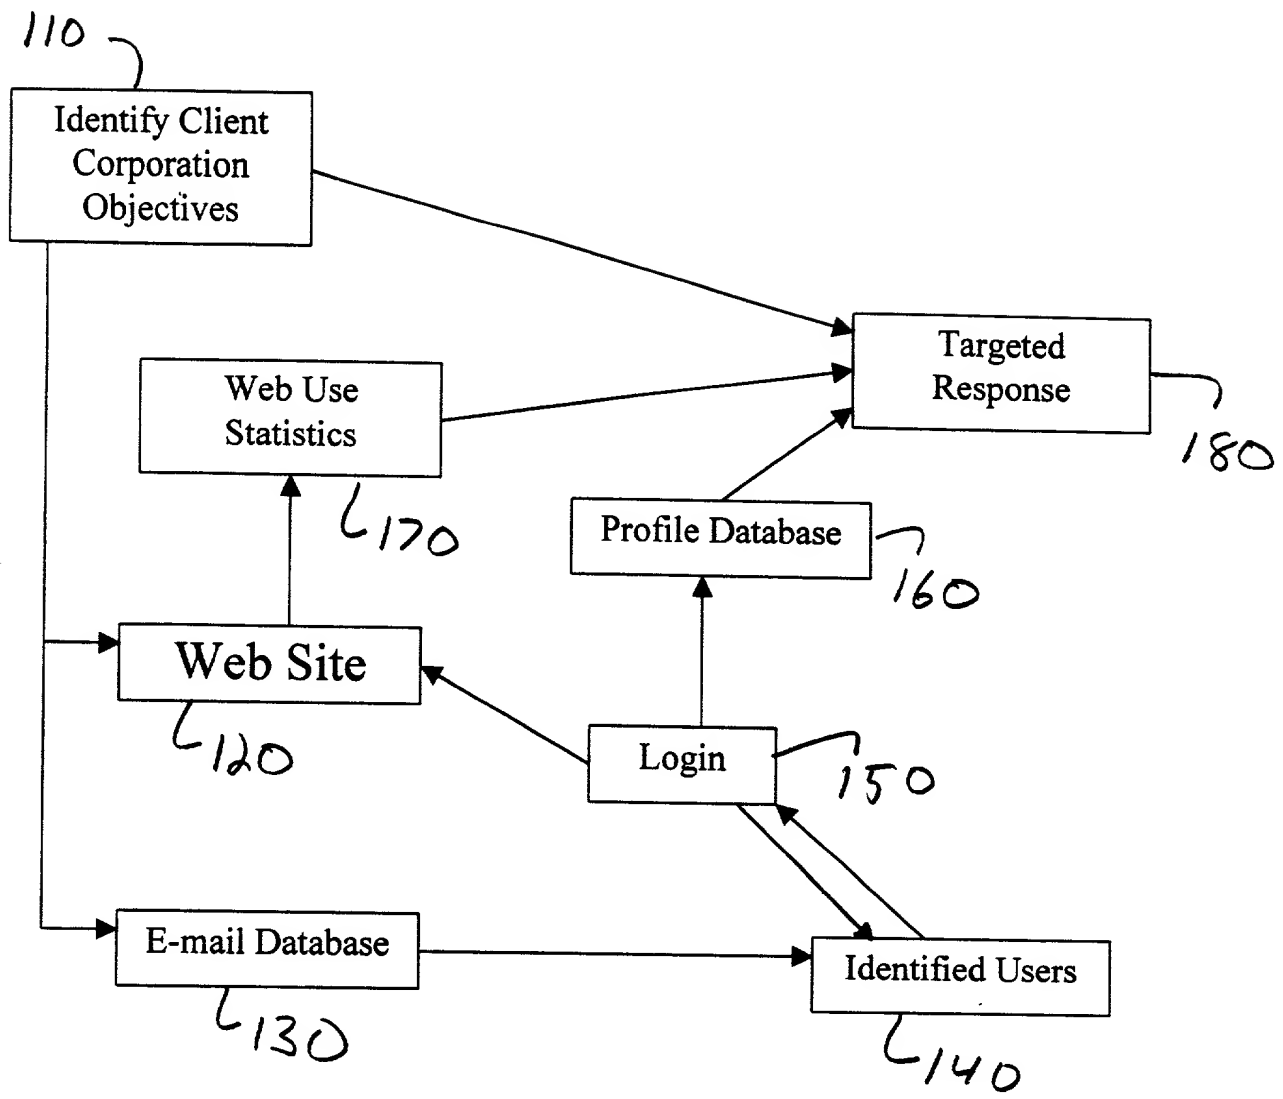 110
Identify Client
Corporation
Objectives
Targeted
Response
180
Web Use
Statistics
170
Profile Database
160
Web Site
120
Login
150
E-mail Database
130
Identified Users
140